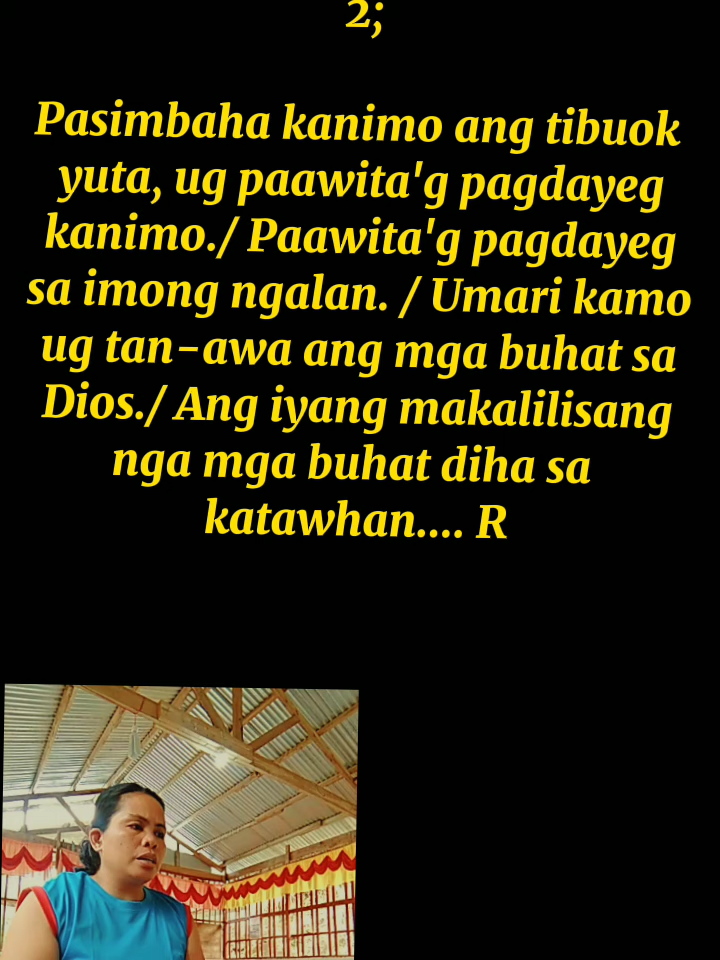 2;
Pasimbaha kanimo ang tibuok
yuta, ug paawita'g pagdayeg
kanimo./ Paawita'g pagdayeg
sa imong ngalan. / Umari kamo
ug tan-awa ang mga buhat sa
Dios./ Ang iyang makalilisang
nga mga buhat diha sa
katawhan.... R